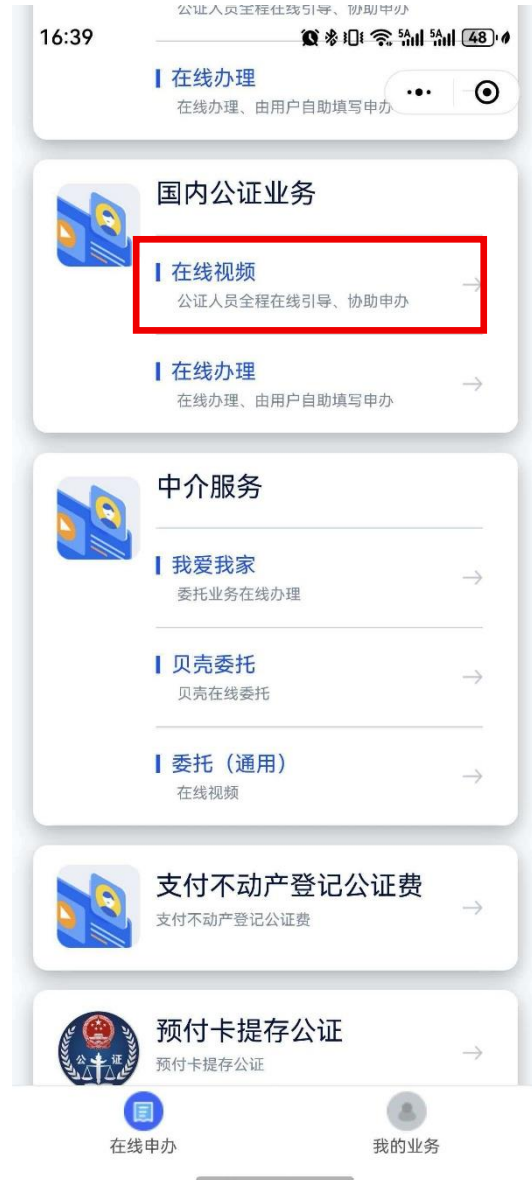 公证人员全程在线引导、协助申办
16:39
5A
5A
48
在线办理
在线办理、由用户自助填写申办
国内公证业务
在线视频
公证人员全程在线引导、协助申办
在线办理
在线办理、由用户自助填写申办
中介服务
我爱我家
委托业务在线办理
贝壳委托
贝壳在线委托
委托（通用）
在线视频
支付不动产登记公证费
支付不动产登记公证费
预付卡提存公证
公 证
预付卡提存公证
在线申办
我的业务